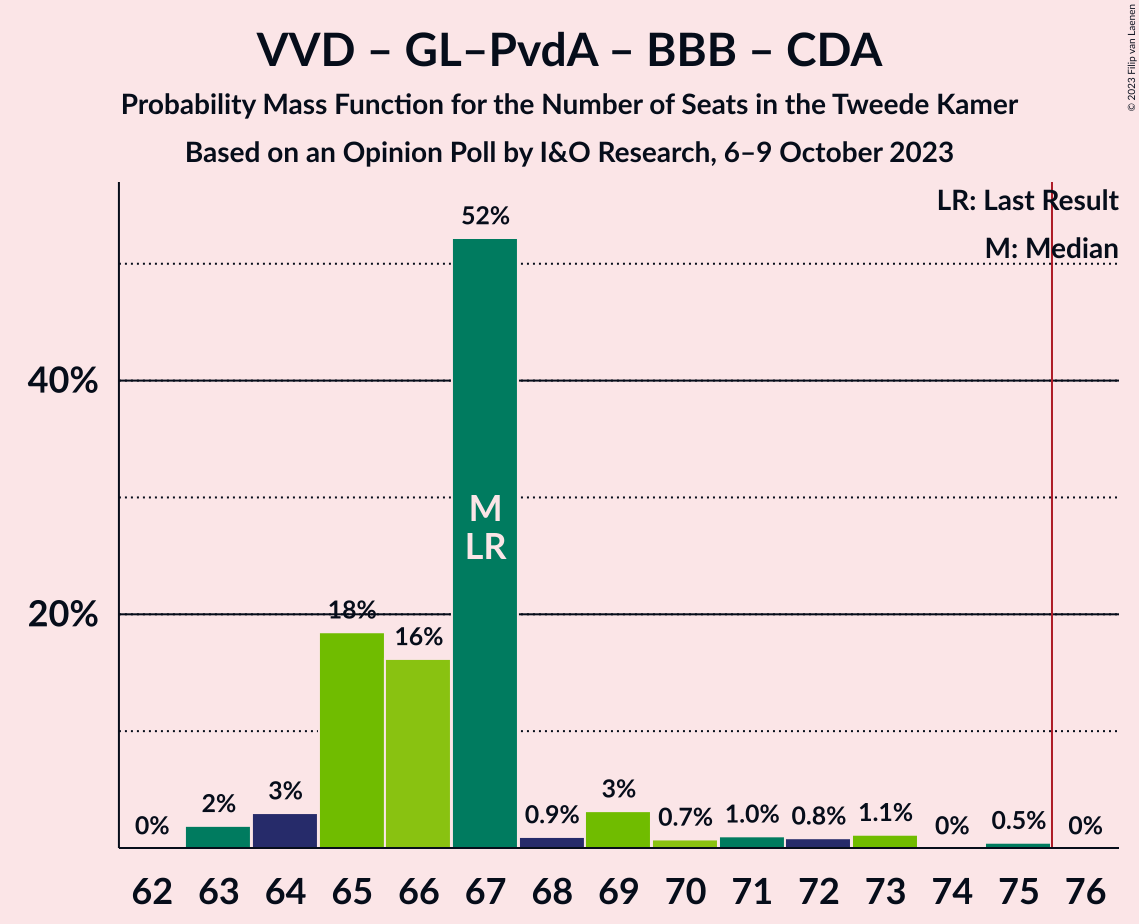 VVD – GL–PvdA – BBB – CDA
Probability Mass Function for the Number of Seats in the Tweede Kamer
Based on an Opinion Poll by I&O Research, 6–9 October 2023
© 2023 Filip van Laenen
LR: Last Result
M: Median
52%
40%
M
LR
20%
18%
16%
0%
2%
3%
0.9%
3%
0.7%
1.0%
0.8%
1.1%
0%
0.5%
0%
62 63 64 65 66 67 68 69 70 71 72 73 74 75 76